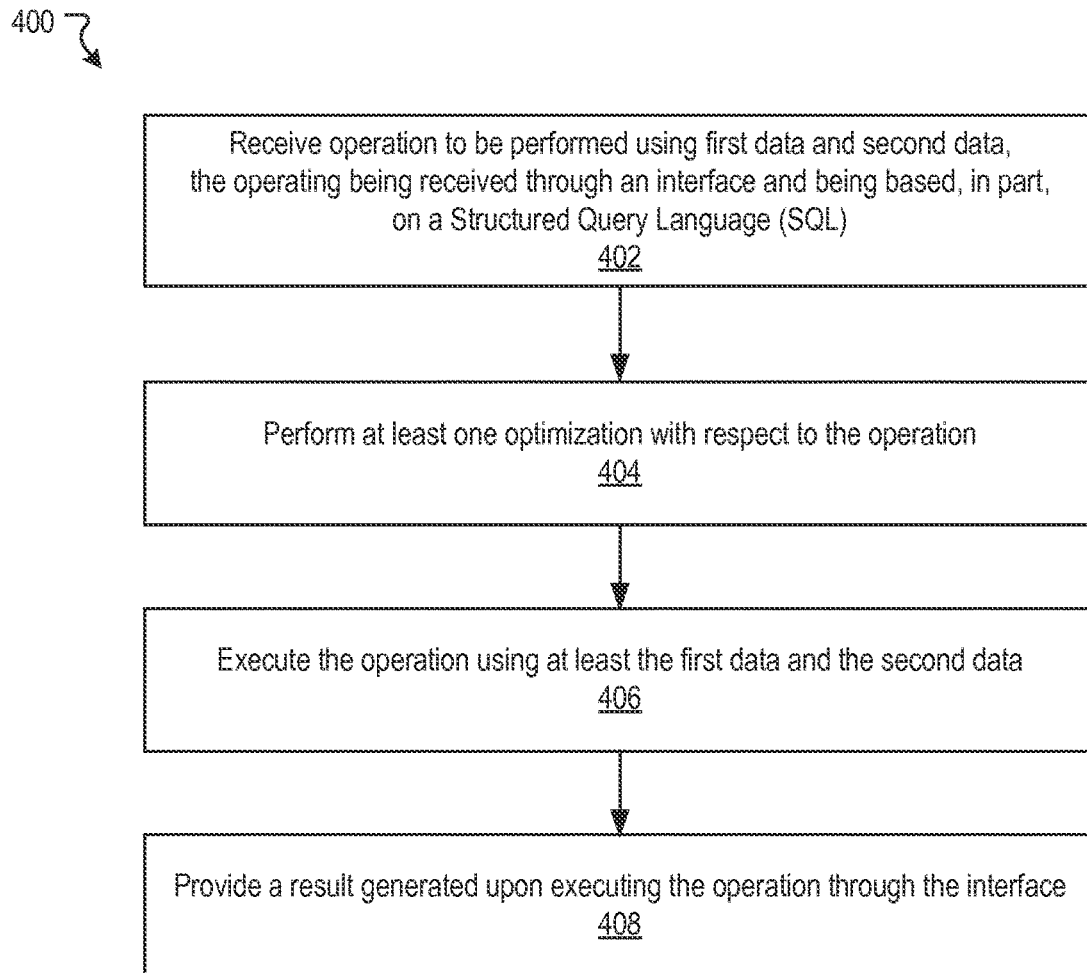 400
Receive operation to be performed using first data and second data,
the operating being received through an interface and being based, in part,
on a Structured Query Language (SQL)
402
Perform at least one optimization with respect to the operation
404
Execute the operation using at least the first data and the second data
406
Provide a result generated upon executing the operation through the interface
408